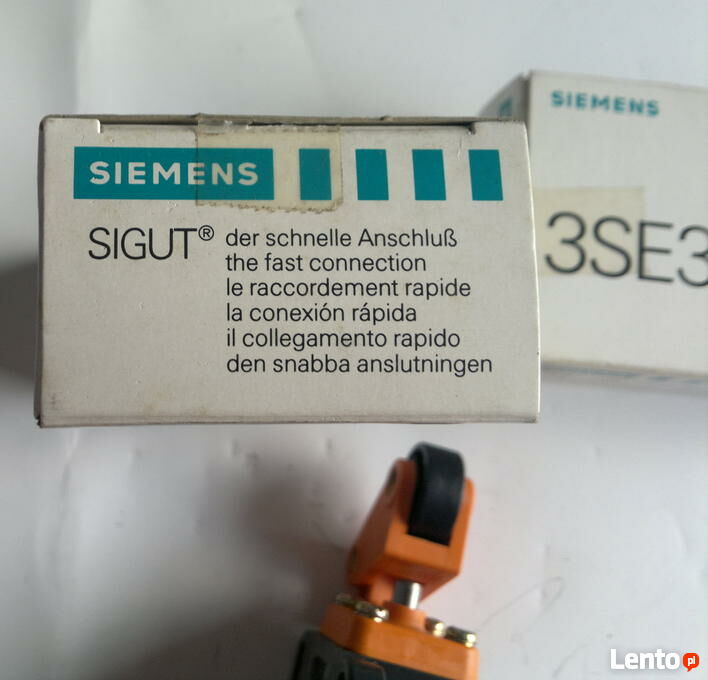 SIEMENS
SIGUT® der schnelle Anschluß
the fast connection
le raccordement rapide
la conexión rápida
il collegamento rapido
den snabba anslutningen
SIEMENS
3SE3
Lento pl